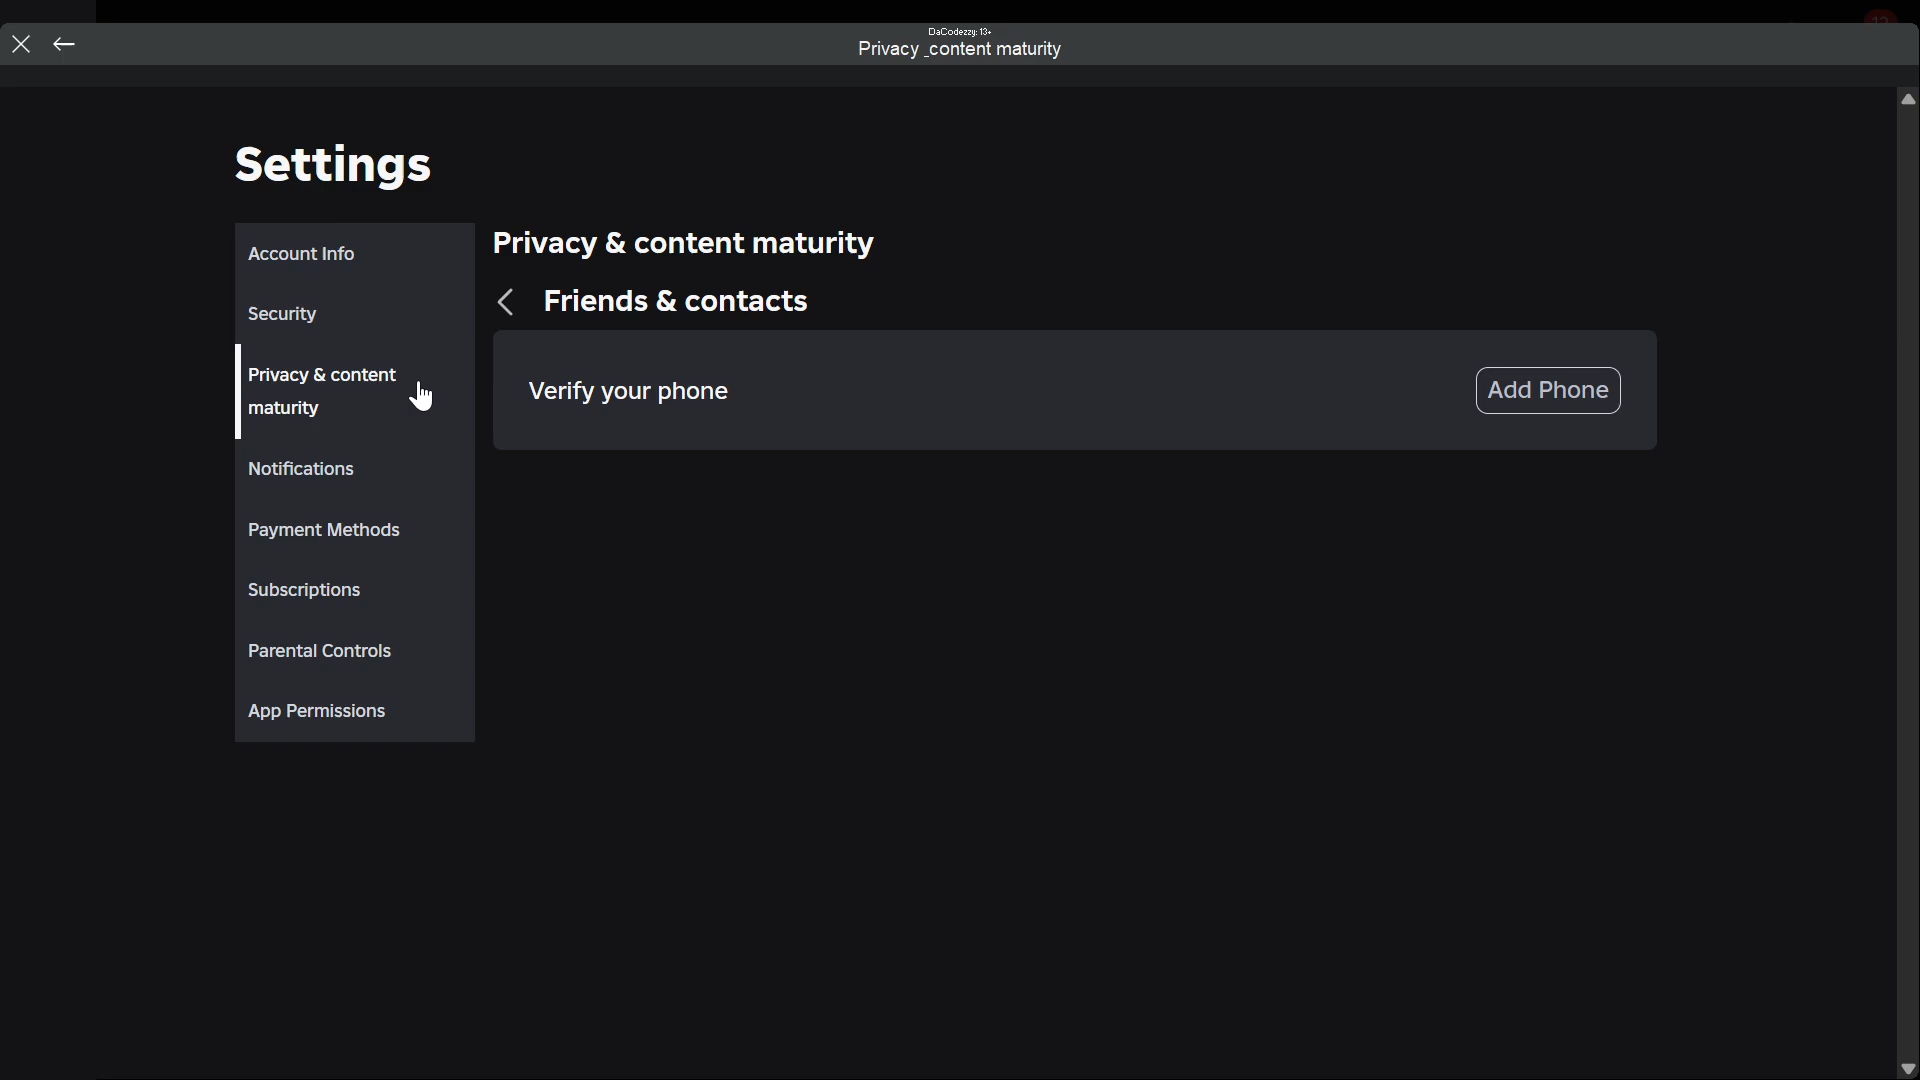 DaCodezzy: 13+
Privacy _content maturity
Settings
Account Info
Security
Privacy & content
maturity
Notifications
Payment Methods
Subscriptions
Parental Controls
App Permissions
Privacy & content maturity
Friends & contacts
Verify your phone
Add Phone